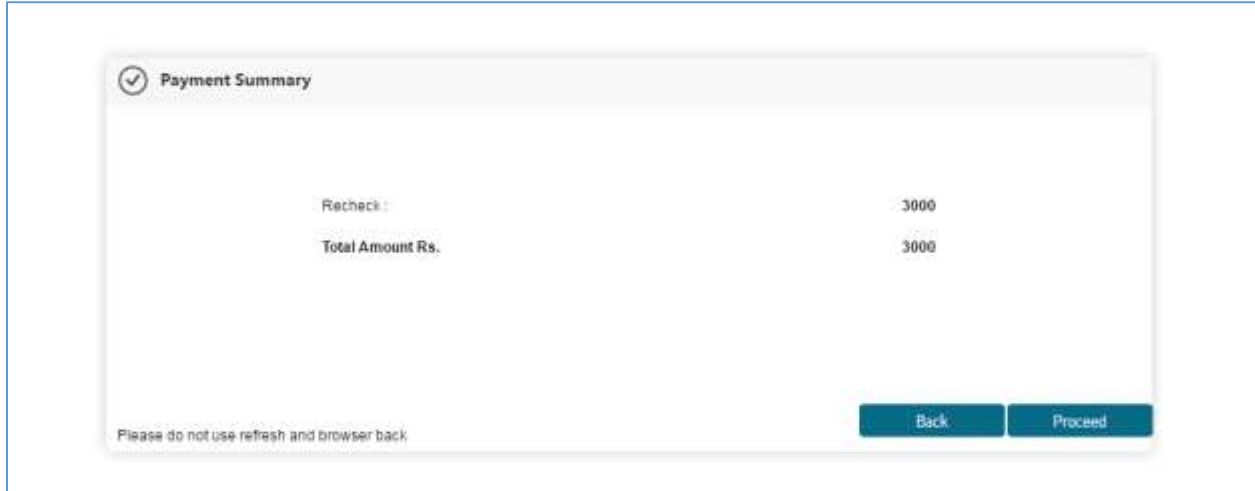 Payment Summary
Recheck : 3000
Total Amount Rs. 3000
Back Proceed
Please do not use refresh and browser back